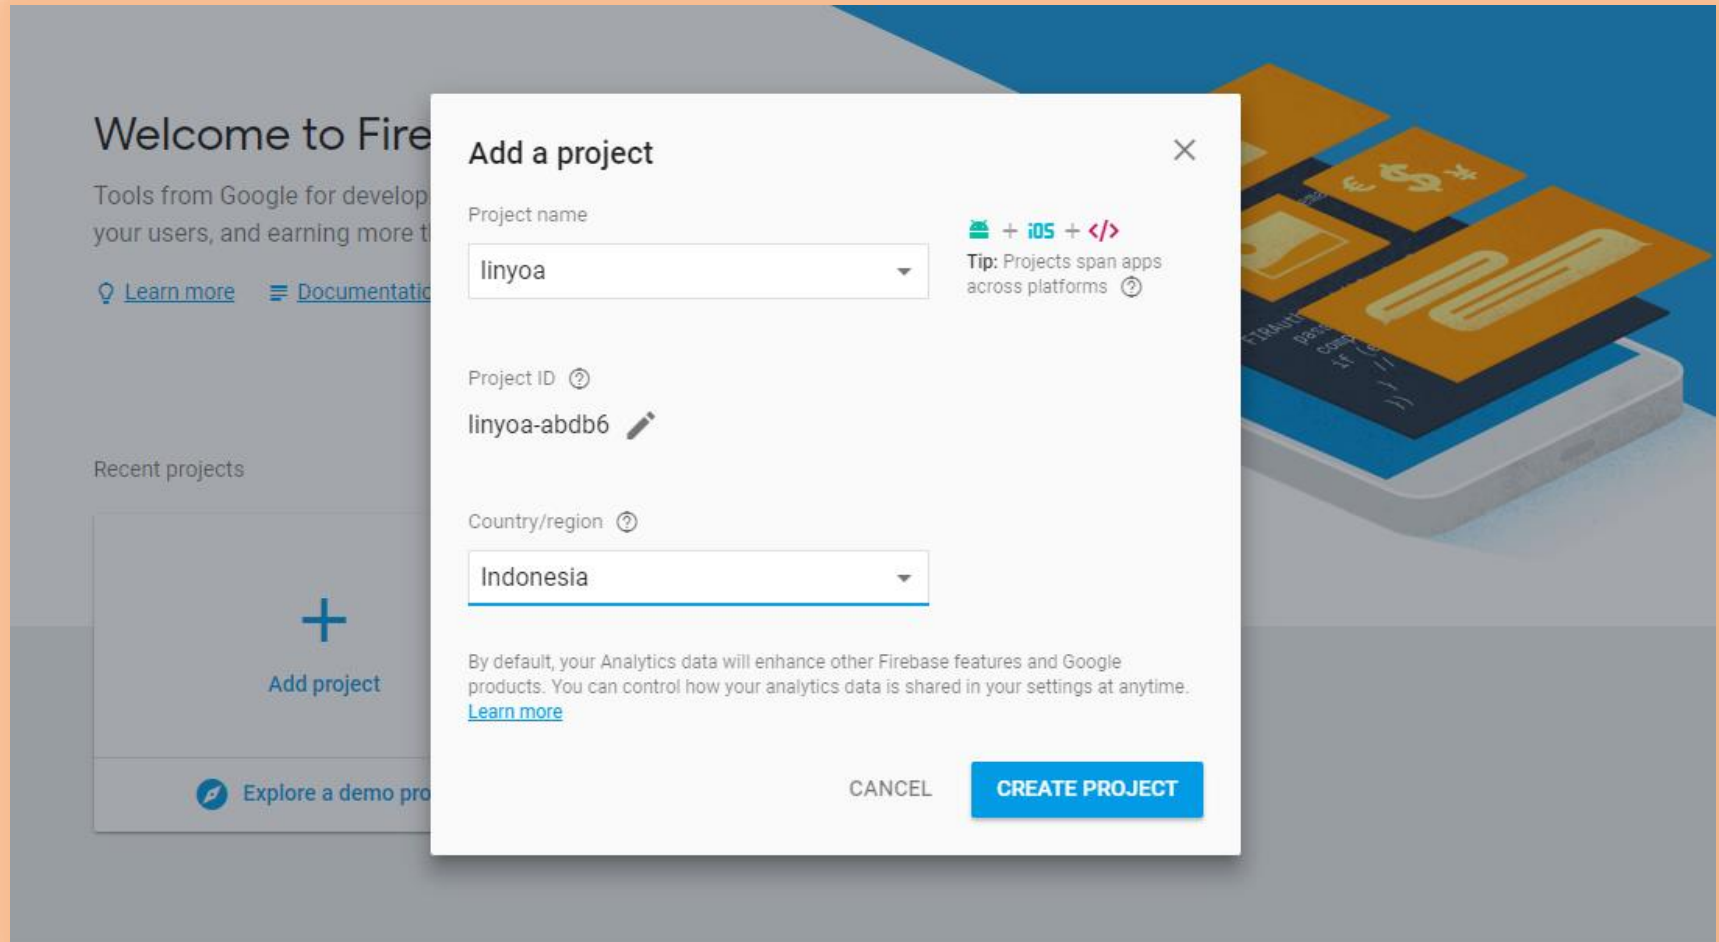 Welcome to Fire
Tools from Google for develop
your users, and earning more t
Learn more
Documentatic
Recent projects
Add project
Explore a demo pro
Add a project
Project name
linyoa
iOS
Tip: Projects span apps
across platforms
Project ID
linyoa-abdb6
Country/region
Indonesia
By default, your Analytics data will enhance other Firebase features and Google
products. You can control how your analytics data is shared in your settings at anytime.
Learn more
CANCEL
CREATE PROJECT